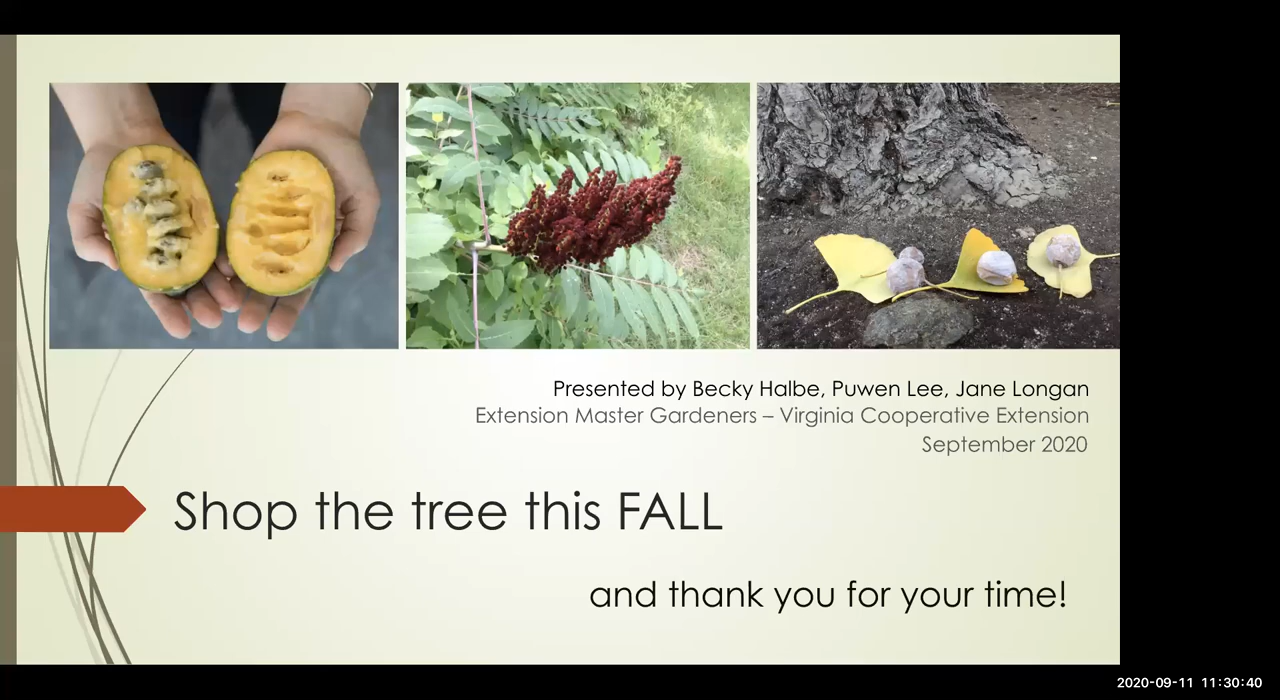 Presented by Becky Halbe, Puwen Lee, Jane Longan
Extension Master Gardeners – Virginia Cooperative Extension
September 2020
Shop the tree this FALL
and thank you for your time!
2020-09-11 11:30:40